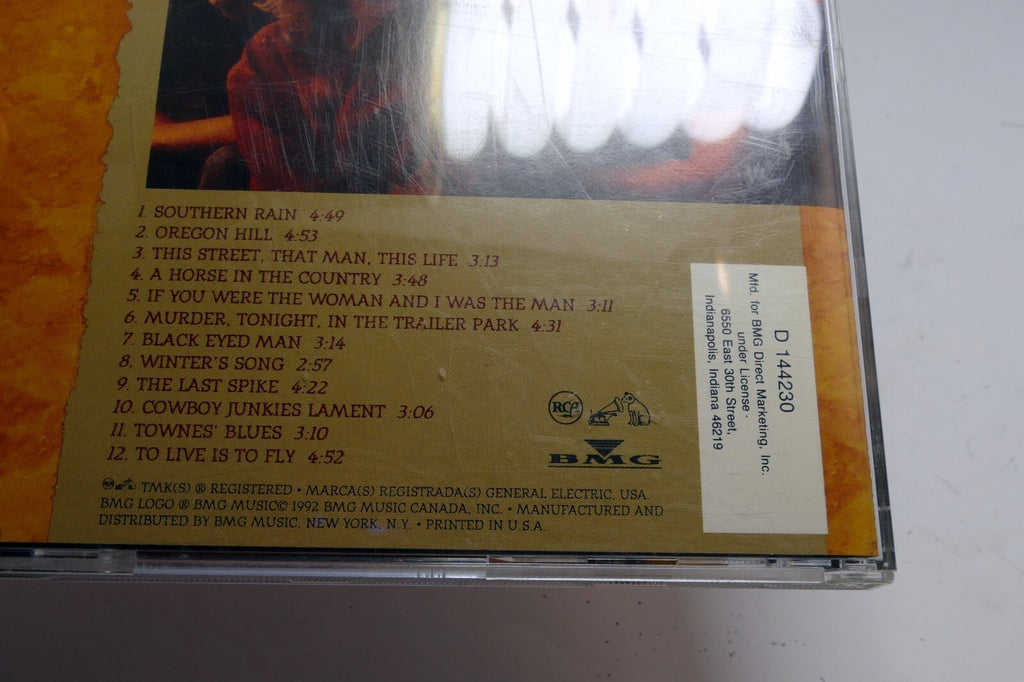 1. SOUTHERN RAIN 4:49
2. OREGON HILL 4:53
3. THIS STREET, THAT MAN, THIS LIFE 3:13
4. A HORSE IN THE COUNTRY 3:48
5. IF YOU WERE THE WOMAN AND I WAS THE MAN 3:11
6. MURDER, TONIGHT, IN THE TRAILER PARK 4:31
7. BLACK EYED MAN 3:14
8. WINTER'S SONG 2:57
9. THE LAST SPIKE 4:22
10. COWBOY JUNKIES LAMENT 3:06
11. TOWNES' BLUES 3:10
12. TO LIVE IS TO FLY 4:52
RCA
BMG
TMK(S) ® REGISTERED • MARCA(S) REGISTRADA(S) GENERAL ELECTRIC, USA.
BMG LOGO ® BMG MUSIC© 1992 BMG MUSIC CANADA, INC. • MANUFACTURED AND
DISTRIBUTED BY BMG MUSIC, NEW YORK, N.Y. • PRINTED IN U.S.A.
D 144230
Mfd. for BMG Direct Marketing, Inc.
under License.
6550 East 30th Street,
Indianapolis, Indiana 46219